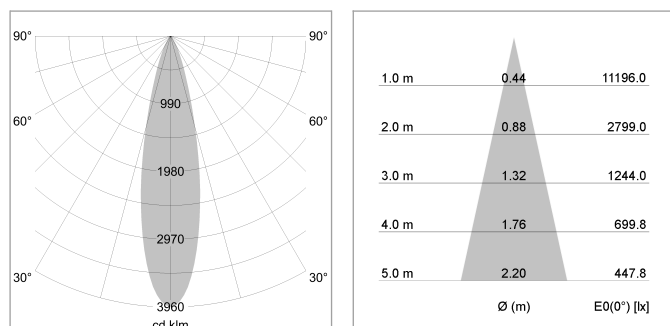 90° 90°
990
60° 60°
1980
2970
30° 30°
3960
cd klm
1.0 m 0.44 11196.0
2.0 m 0.88 2799.0
3.0 m 1.32 1244.0
4.0 m 1.76 699.8
5.0 m 2.20 447.8
Ø (m) E0(0°) [lx]